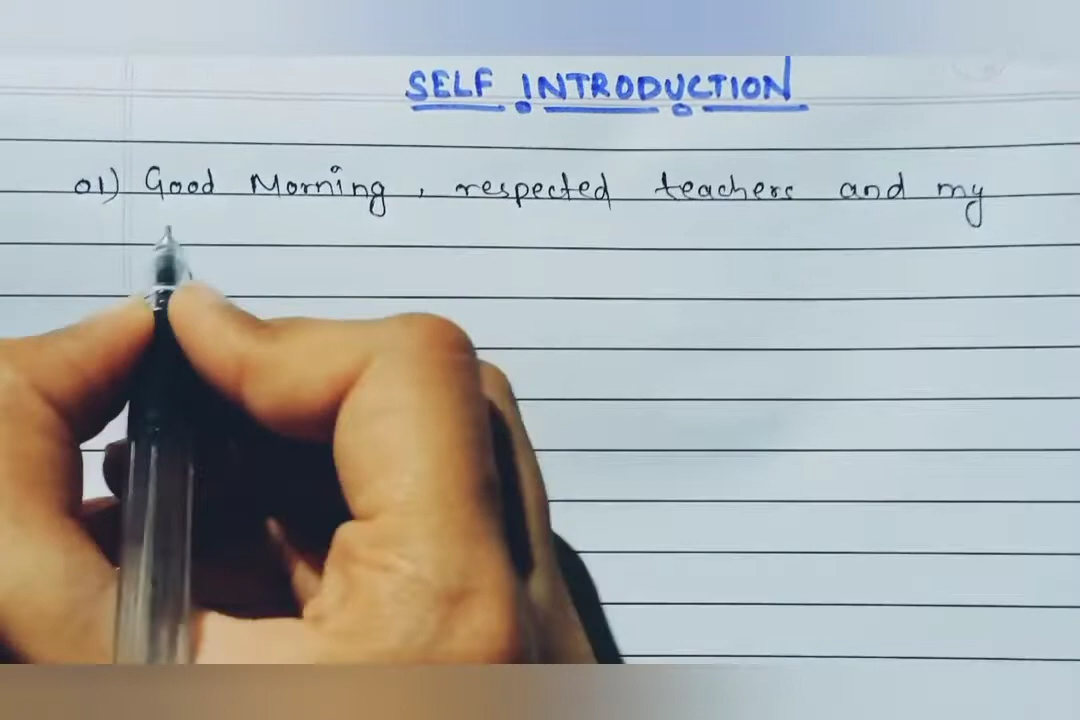 SELF INTRODUCTION
01) Good Morning, respected teachers and my